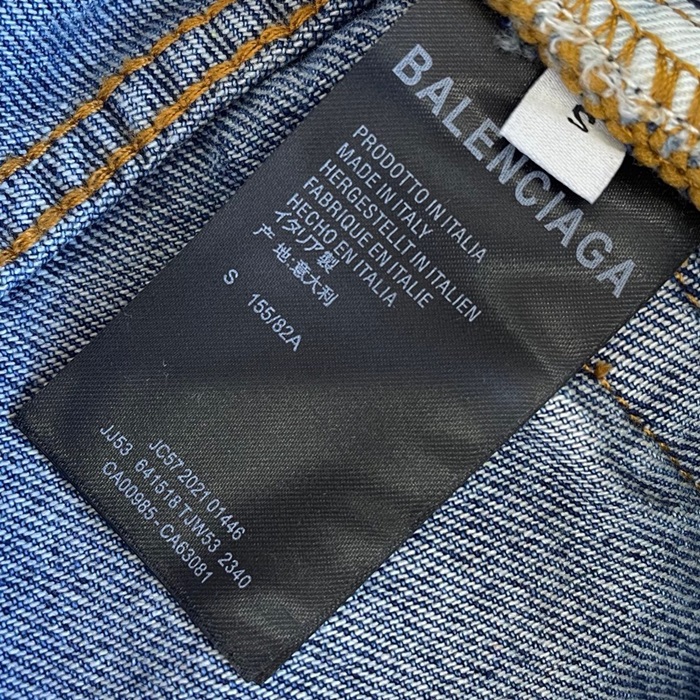 BALENCIAGA
S
PRODOTTO IN ITALIA
MADE IN ITALY
HERGESTELLT IN ITALIEN
FABRIQUE EN ITALIE
HECHO EN ITALIA
イタリア製
产 地:意大利
S 155/82A
JC57 2021 01446
JJ53 641518 TJW53 2340
CA00985 - CA63081